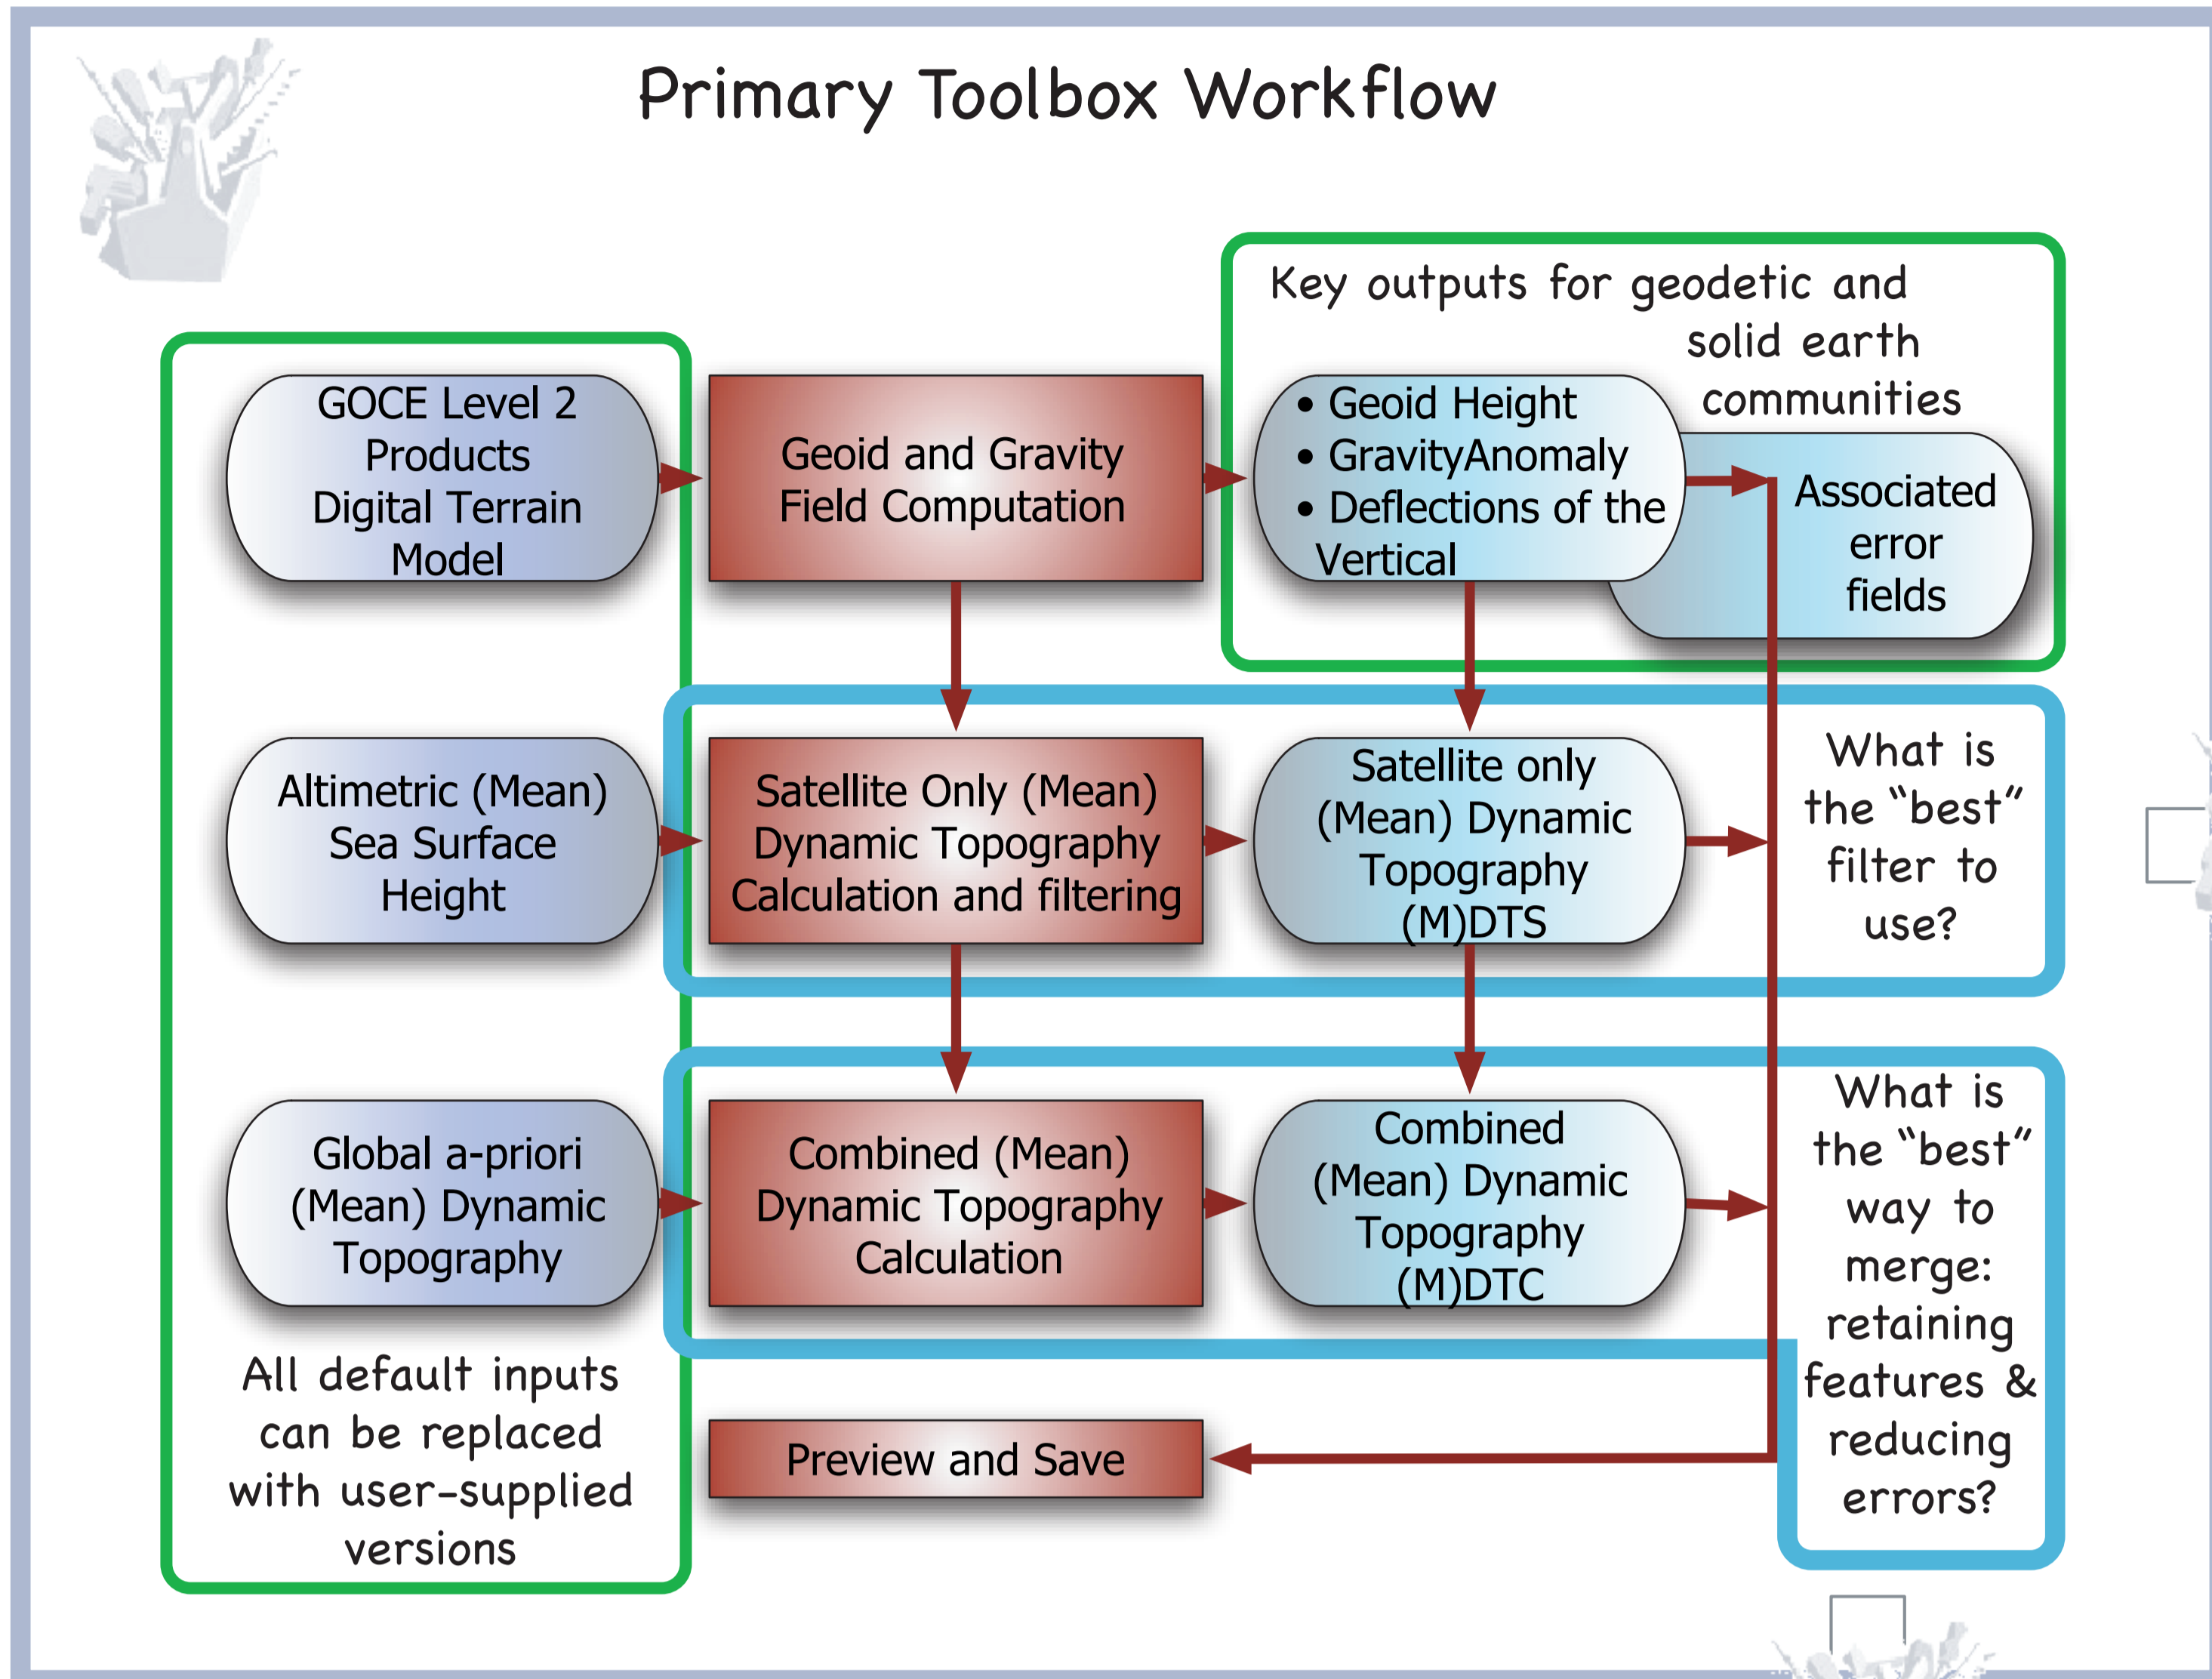 Primary Toolbox Workflow
Key outputs for geodetic and
solid earth
communities
GOCE Level 2
Products
Digital Terrain
Model
Geoid and Gravity
Field Computation
• Geoid Height
• GravityAnomaly
• Deflections of the
Vertical
Associated
error
fields
Altimetric (Mean)
Sea Surface
Height
Satellite Only (Mean)
Dynamic Topography
Calculation and filtering
Satellite only
(Mean) Dynamic
Topography
(M)DTS
What is
the “best”
filter to
use?
Global a-priori
(Mean) Dynamic
Topography
Combined (Mean)
Dynamic Topography
Calculation
Combined
(Mean) Dynamic
Topography
(M)DTC
What is
the “best”
way to
merge:
retaining
features &
reducing
errors?
All default inputs
can be replaced
with user-supplied
versions
Preview and Save